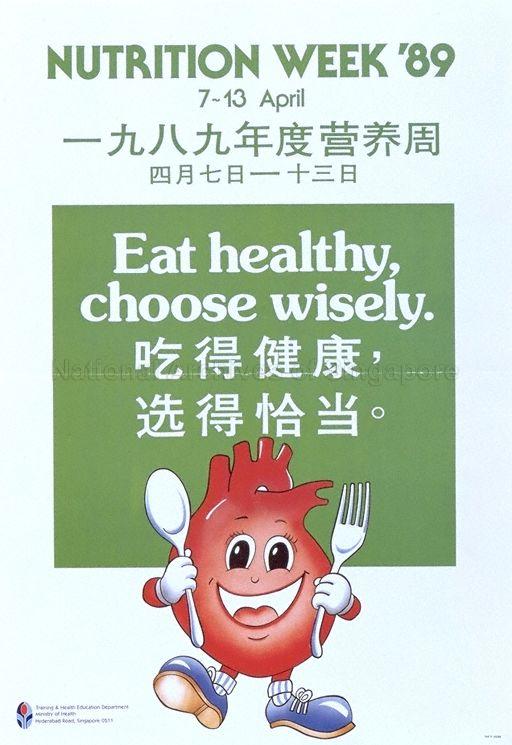 NUTRITION WEEK '89
7~13 April
一九八九年度营养周
四月七日一十三日
Eat healthy,
choose wisely.
吃得健康，
选得恰当。
National Archives of Singapore
Training & Health Education Department
Ministry of Health
Hyderabad Road, Singapore 0511